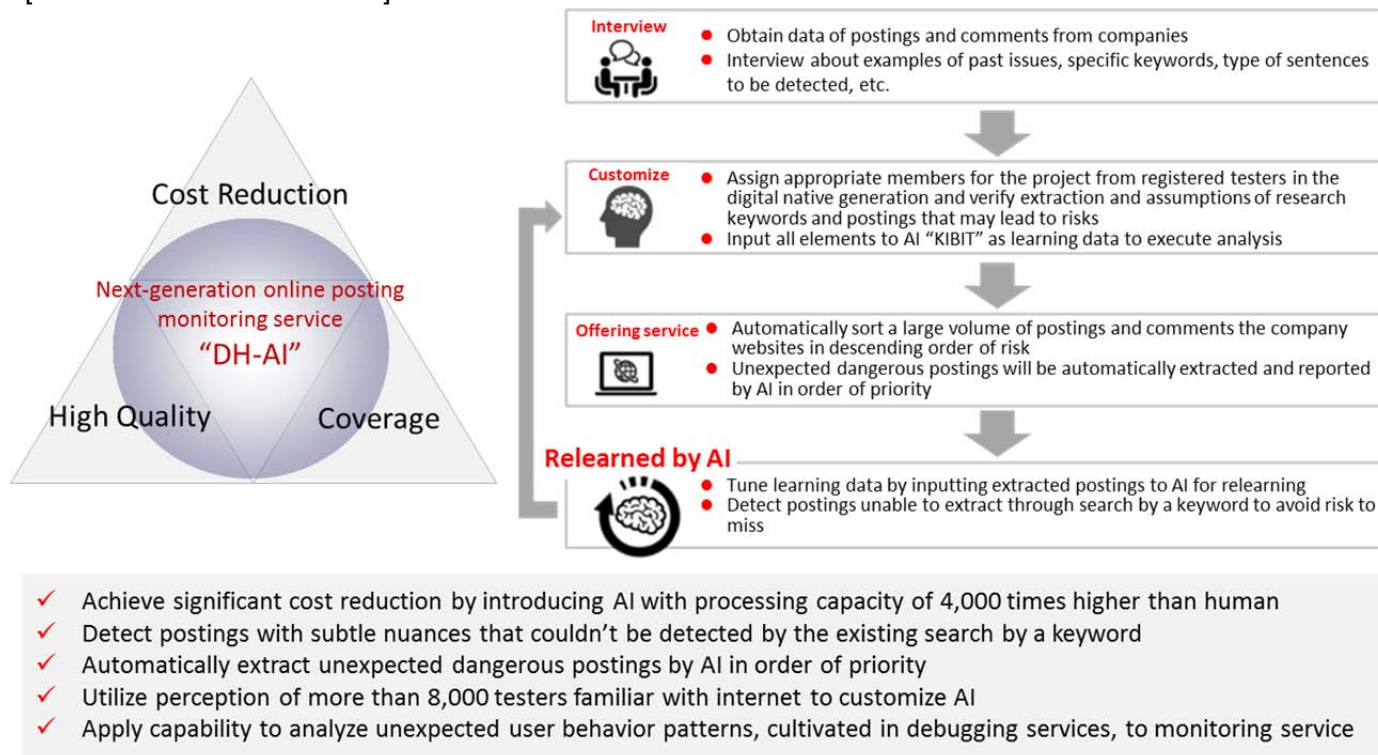 Cost Reduction
Next-generation online posting
monitoring service
“DH-AI”
High Quality
Coverage
Interview
● Obtain data of postings and comments from companies
● Interview about examples of past issues, specific keywords, type of sentences
to be detected, etc.
Customize
● Assign appropriate members for the project from registered testers in the
digital native generation and verify extraction and assumptions of research
keywords and postings that may lead to risks
● Input all elements to AI “KIBIT” as learning data to execute analysis
Offering service
● Automatically sort a large volume of postings and comments the company
websites in descending order of risk
● Unexpected dangerous postings will be automatically extracted and reported
by AI in order of priority
Relearned by AI
● Tune learning data by inputting extracted postings to AI for relearning
● Detect postings unable to extract through search by a keyword to avoid risk to
miss
✓ Achieve significant cost reduction by introducing AI with processing capacity of 4,000 times higher than human
✓ Detect postings with subtle nuances that couldn’t be detected by the existing search by a keyword
✓ Automatically extract unexpected dangerous postings by AI in order of priority
✓ Utilize perception of more than 8,000 testers familiar with internet to customize AI
✓ Apply capability to analyze unexpected user behavior patterns, cultivated in debugging services, to monitoring service